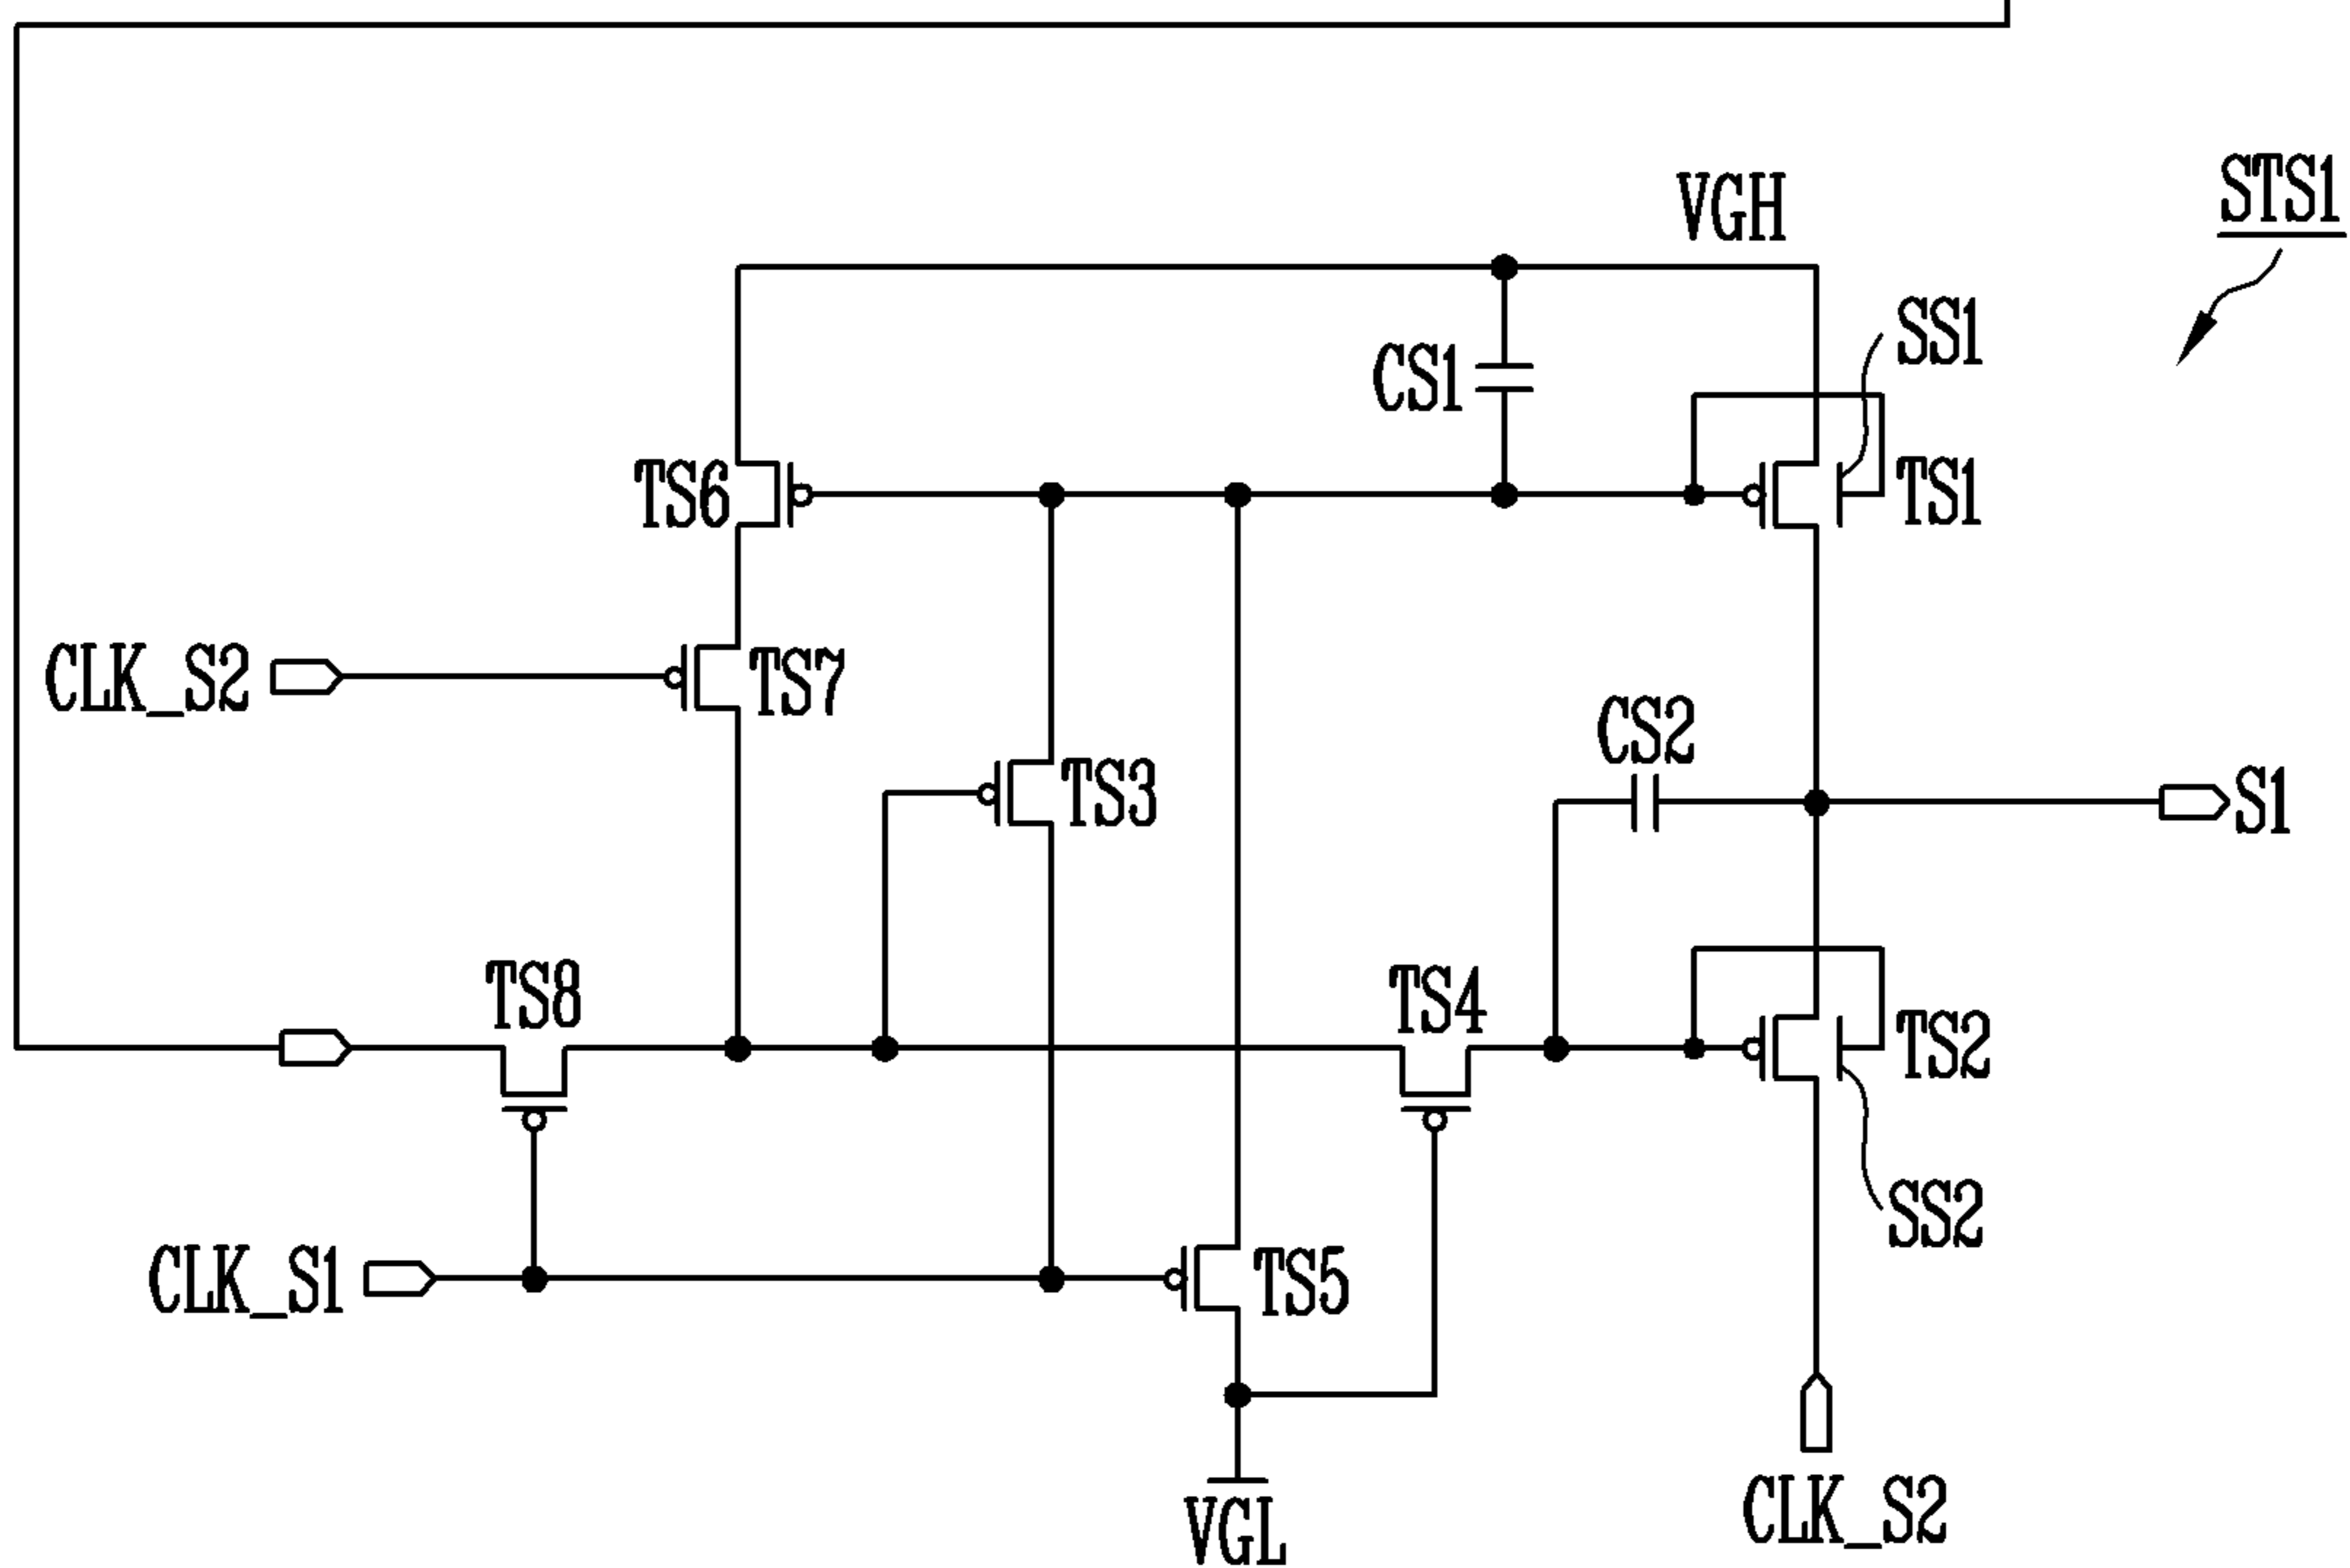 VGH
STS1
SS1
CS1
TS6
TS1
CLK_S2
TS7
CS2
TS3
S1
TS8
TS4
TS2
SS2
CLK_S1
TS5
VGL
CLK_S2